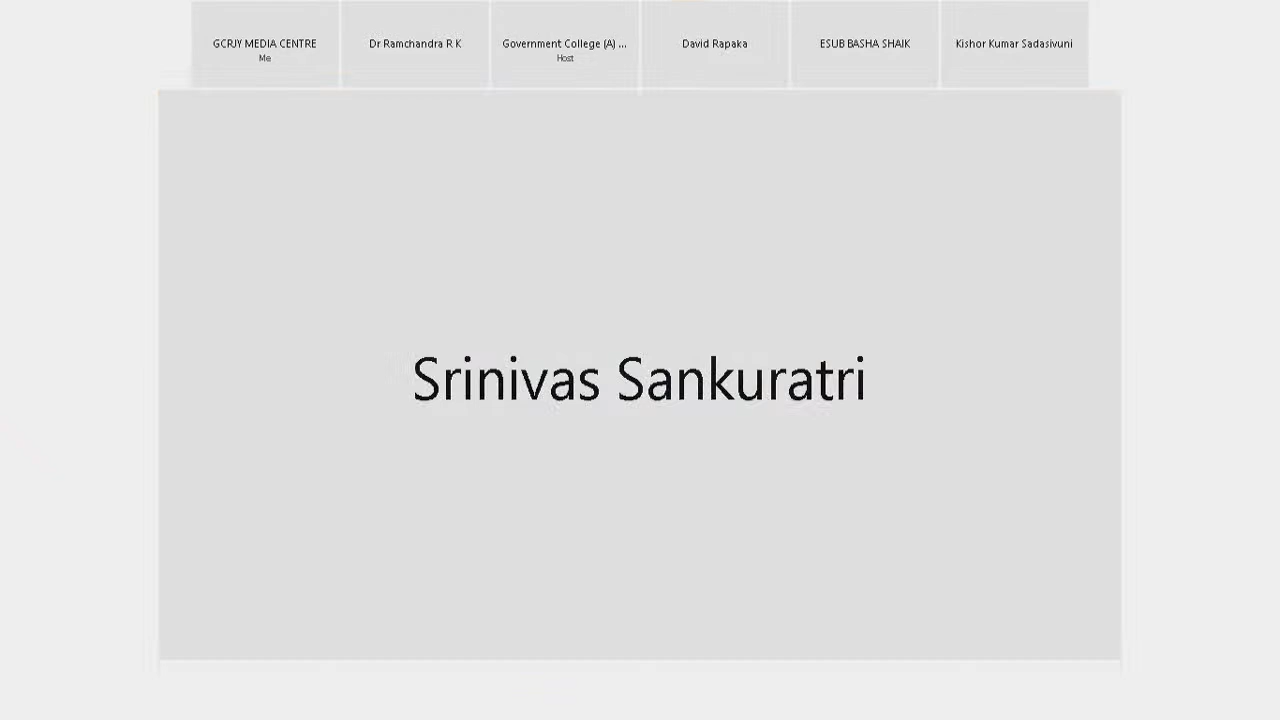 GCRJY MEDIA CENTRE
Me
Dr Ramchandra R K
Government College (A) ...
Host
David Rapaka
ESUB BASHA SHAIK
Kishor Kumar Sadasivuni
Srinivas Sankuratri